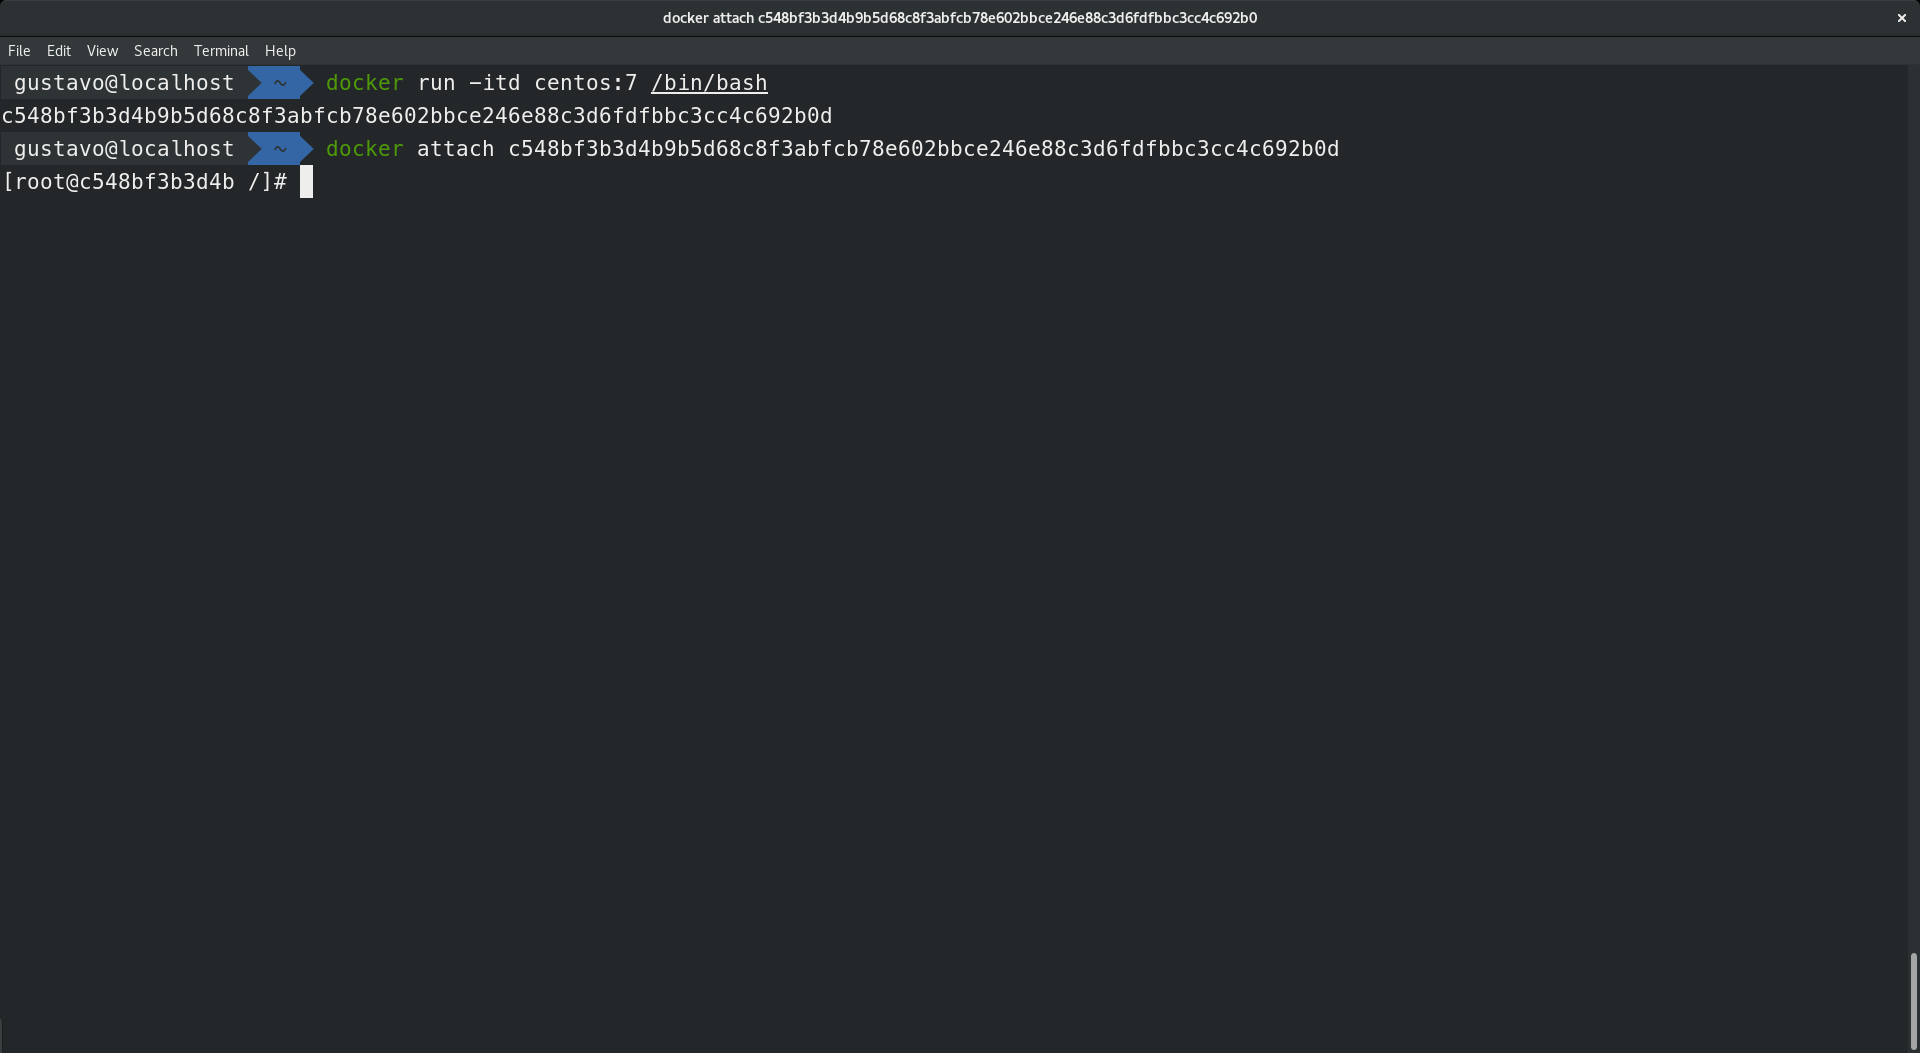 docker attach c548bf3b3d4b9b5d68c8f3abfcb78e602bbce246e88c3d6fdfbbc3cc4c692b0
File Edit View Search Terminal Help
gustavo@localhost ~ docker run -itd centos:7 /bin/bash
c548bf3b3d4b9b5d68c8f3abfcb78e602bbce246e88c3d6fdfbbc3cc4c692b0d
gustavo@localhost ~ docker attach c548bf3b3d4b9b5d68c8f3abfcb78e602bbce246e88c3d6fdfbbc3cc4c692b0d
[root@c548bf3b3d4b /]#